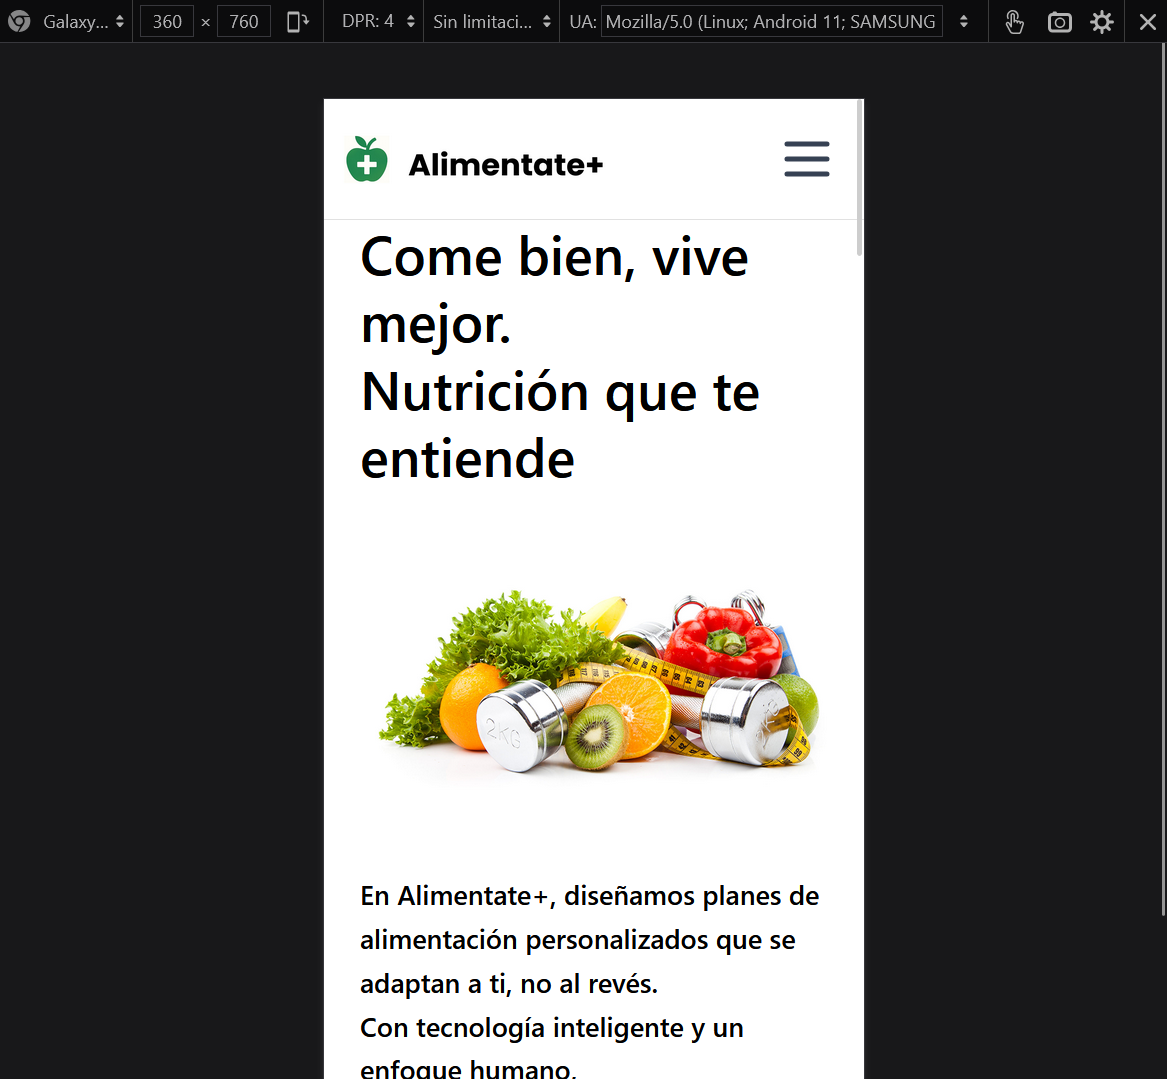 Galaxy... 360 × 760 DPR: 4 Sin limitaci... UA: Mozilla/5.0 (Linux; Android 11; SAMSUNG
Alimentate+
Come bien, vive
mejor.
Nutrición que te
entiende
2KG
En Alimentate+, diseñamos planes de
alimentación personalizados que se
adaptan a ti, no al revés.
Con tecnología inteligente y un
enfoque humano,